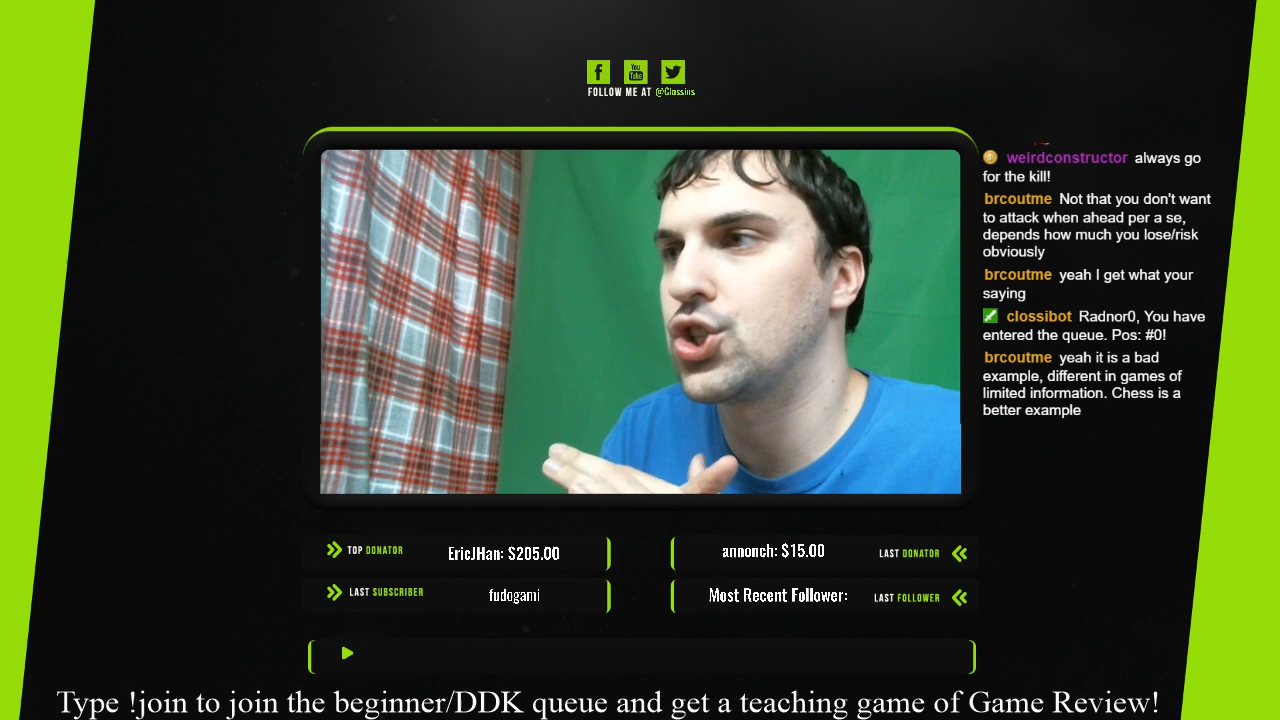 You
Tube
FOLLOW ME AT @Clossius
weirdconstructor always go
for the kill!
brcoutme Not that you don't want
to attack when ahead per a se,
depends how much you lose/risk
obviously
brcoutme yeah I get what your
saying
clossibot Radnor0, You have
entered the queue. Pos: #0!
brcoutme yeah it is a bad
example, different in games of
limited information. Chess is a
better example
TOP DONATOR EricJHan: $205.00
annonch: $15.00 LAST DONATOR
LAST SUBSCRIBER fudogami
Most Recent Follower: LAST FOLLOWER
Type !join to join the beginner/DDK queue and get a teaching game of Game Review!